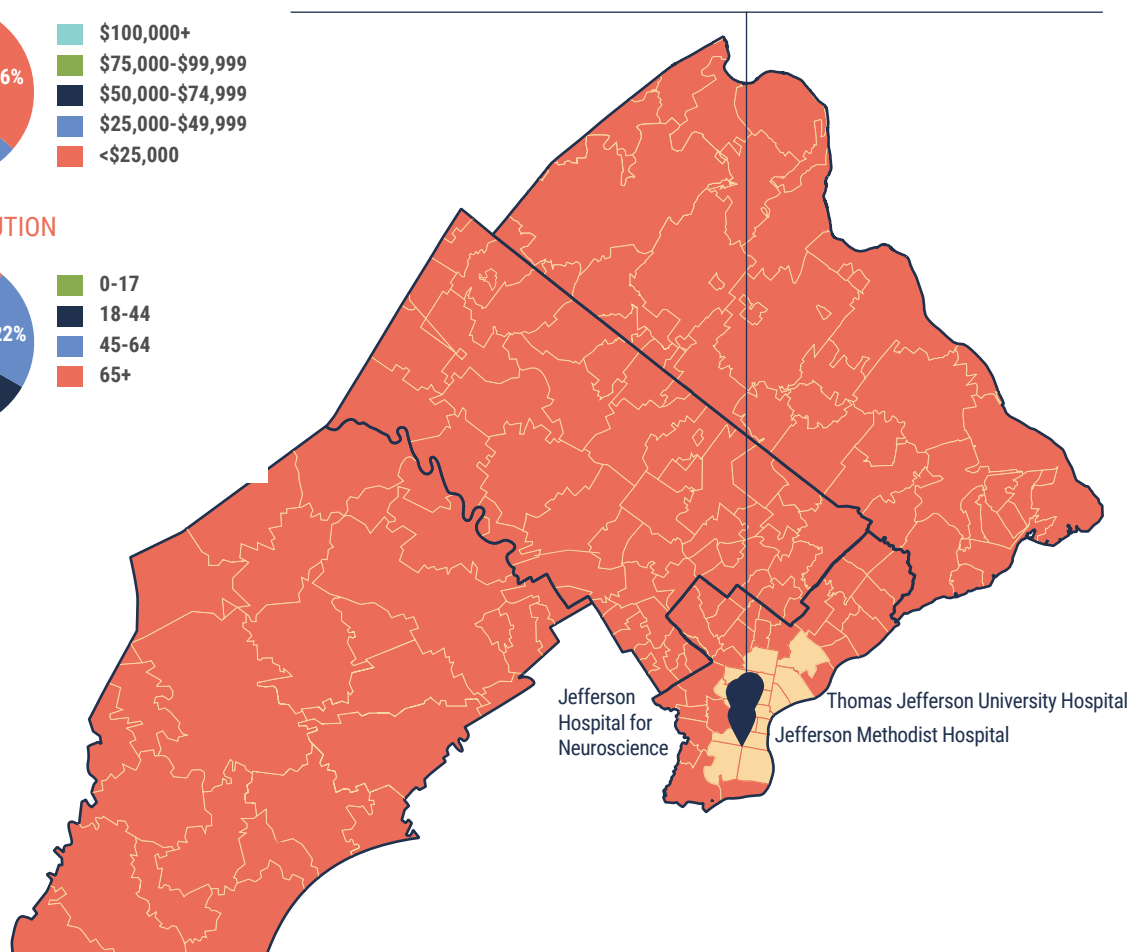 $100,000+
$75,000-$99,999
$50,000-$74,999
$25,000-$49,999
<$25,000
6%
UTION
0-17
18-44
45-64
65+
22%
Jefferson
Hospital for
Neuroscience
Thomas Jefferson University Hospital
Jefferson Methodist Hospital